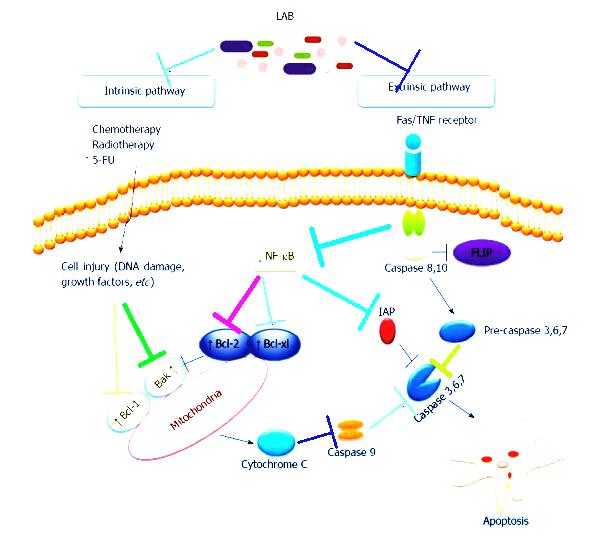 LAB
Intrinsic pathway
Extrinsic pathway
Fas/TNF receptor
Chemotherapy
Radiotherapy
↑ 5-FU
Cell injury (DNA damage,
growth factors, etc)
↓ NF-κB
Caspase 8,10
FLIP
IAP
Pre-caspase 3,6,7
↑ Bcl-2
↑ Bcl-xl
Bak ↑
↑ Bcl-1
Mitochondria
Caspase 3,6,7
Cytochrome C
Caspase 9
Apoptosis